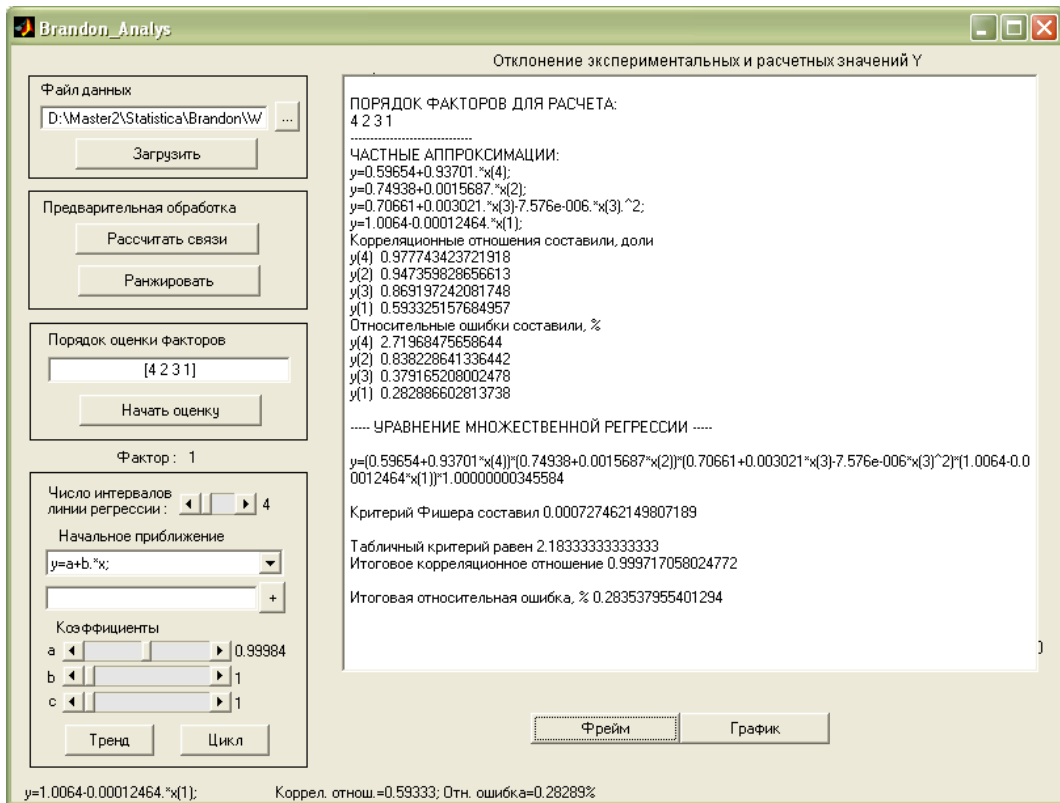 Brandon_Analys
Отклонение экспериментальных и расчетных значений Y
Файл данных
D:\Master2\Statistica\Brandon\W
...
Загрузить
Предварительная обработка
Рассчитать связи
Ранжировать
Порядок оценки факторов
[4 2 3 1]
Начать оценку
Фактор : 1
Число интервалов
линии регрессии : 4
Начальное приближение
y=a+b.*x;
+
Коэффициенты
a 0.99984
b 1
c 1
Тренд Цикл
ПОРЯДОК ФАКТОРОВ ДЛЯ РАСЧЕТА:
4 2 3 1
-------------------------------
ЧАСТНЫЕ АППРОКСИМАЦИИ:
y=0.59654+0.93701.*x(4);
y=0.74938+0.0015687.*x(2);
y=0.70661+0.003021.*x(3)-7.576e-006.*x(3).^2;
y=1.0064-0.00012464.*x(1);
Корреляционные отношения составили, доли
y(4) 0.977743423721918
y(2) 0.947359828656613
y(3) 0.869197242081748
y(1) 0.593325157684957
Относительные ошибки составили, %
y(4) 2.71968475658644
y(2) 0.838228641336442
y(3) 0.379165208002478
y(1) 0.282886602813738
----- УРАВНЕНИЕ МНОЖЕСТВЕННОЙ РЕГРЕССИИ -----
y=(0.59654+0.93701*x(4))*(0.74938+0.0015687*x(2))*(0.70661+0.003021*x(3)-7.576e-006*x(3)^2)*(1.0064-0.0
0012464*x(1))*1.00000000345584
Критерий Фишера составил 0.000727462149807189
Табличный критерий равен 2.18333333333333
Итоговое корреляционное отношение 0.999717058024772
Итоговая относительная ошибка, % 0.283537955401294
Фрейм График
y=1.0064-0.00012464.*x(1); Коррел. отнош.=0.59333; Отн. ошибка=0.28289%